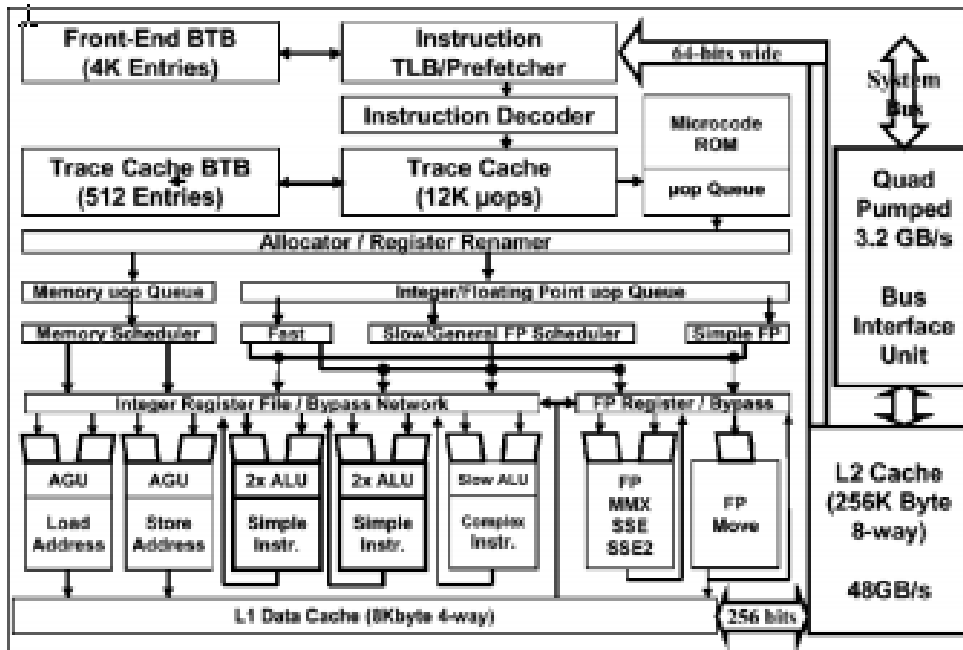 Front-End BTB
(4K Entries)
Instruction
TLB/Prefetcher
64-bits wide
System
Bus
Instruction Decoder
Microcode
ROM
Trace Cache BTB
(512 Entries)
Trace Cache
(12K µops)
µop Queue
Quad
Pumped
3.2 GB/s
Bus
Interface
Unit
Allocator / Register Renamer
Memory uop Queue
Integer/Floating Point uop Queue
Memory Scheduler
Fast
Slow/General FP Scheduler
Simple FP
Integer Register File / Bypass Network
FP Register / Bypass
AGU
Load
Address
AGU
Store
Address
2x ALU
Simple
Instr.
2x ALU
Simple
Instr.
Slow ALU
Complex
Instr.
FP
MMX
SSE
SSE2
FP
Move
L2 Cache
(256K Byte
8-way)
48GB/s
L1 Data Cache (8Kbyte 4-way)
256 bits